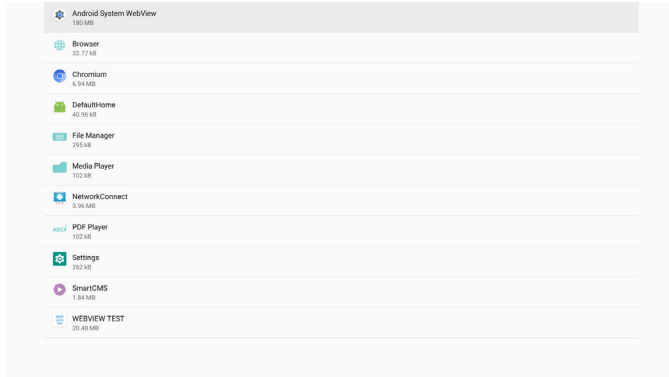 Android System WebView
180 MB
Browser
32.77 kB
Chromium
6.94 MB
DefaultHome
40.96 kB
File Manager
295 kB
Media Player
102 kB
NetworkConnect
3.96 MB
PDF Player
102 kB
Settings
262 kB
SmartCMS
1.84 MB
WEBVIEW TEST
20.48 MB